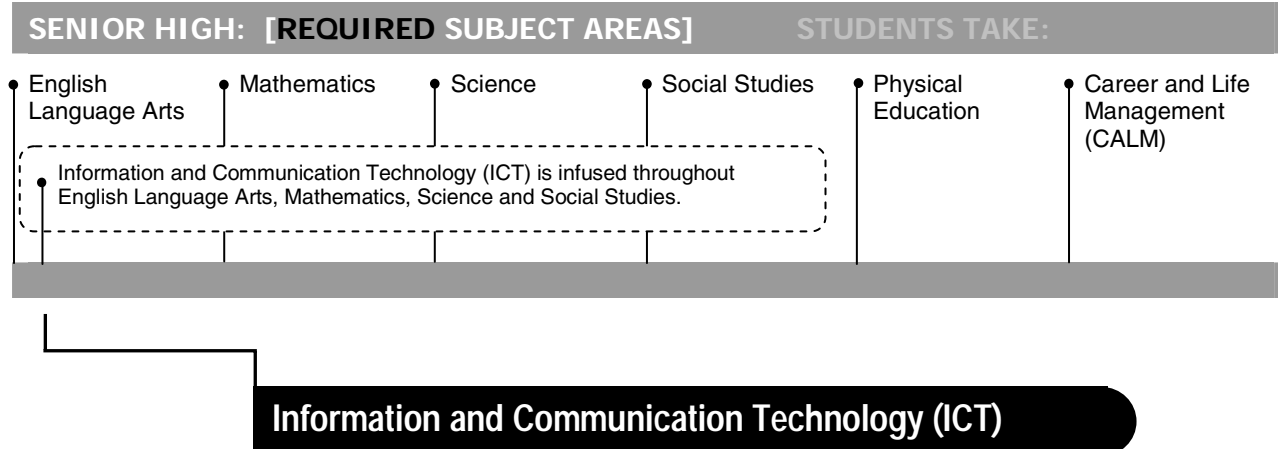 SENIOR HIGH: [REQUIRED SUBJECT AREAS] STUDENTS TAKE:
English
Language Arts
Mathematics
Science
Social Studies
Physical
Education
Career and Life
Management
(CALM)
Information and Communication Technology (ICT) is infused throughout
English Language Arts, Mathematics, Science and Social Studies.
Information and Communication Technology (ICT)